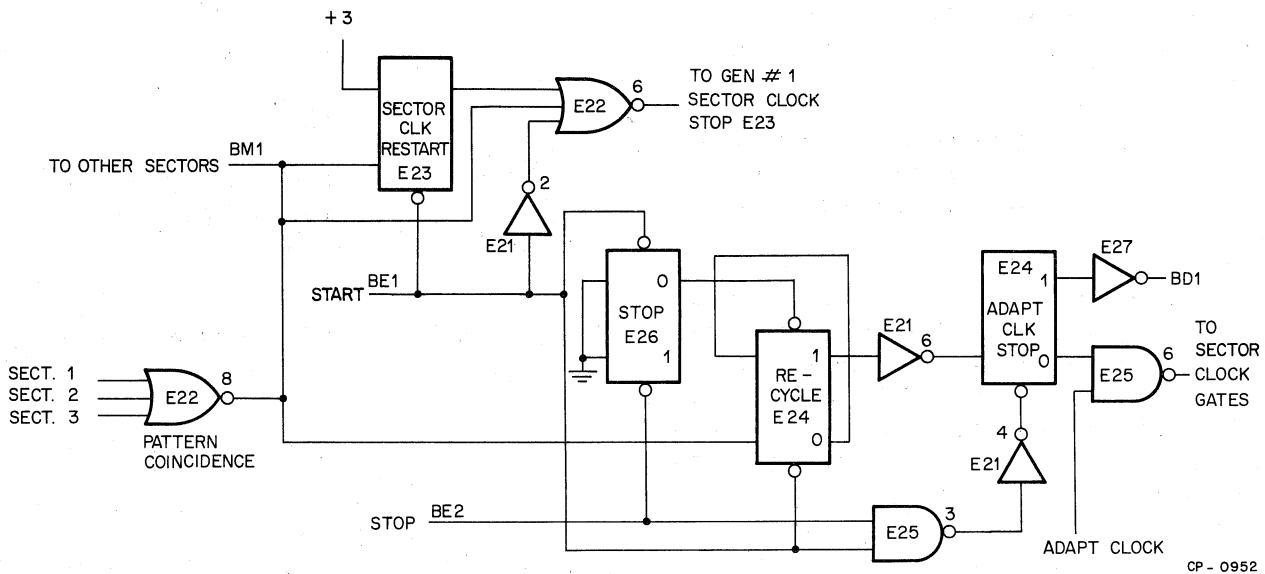 +3
SECTOR
CLK
RESTART
E23
E22
6
TO GEN # 1
SECTOR CLOCK
STOP E23
TO OTHER SECTORS
BM1
2
E21
START
BE1
0
STOP
E26
1
1
RE-
CYCLE
E24
0
E21
6
E24
1
ADAPT
CLK
STOP
0
E27
BD1
E25
6
TO
SECTOR
CLOCK
GATES
SECT. 1
SECT. 2
SECT. 3
E22
8
PATTERN
COINCIDENCE
4
E21
STOP
BE2
E25
3
ADAPT CLOCK
CP - 0952